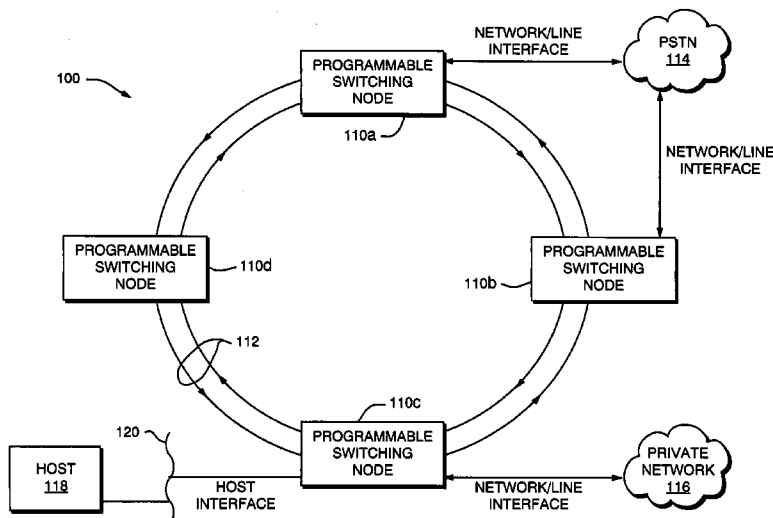 NETWORK/LINE
INTERFACE
PSTN
114
PROGRAMMABLE
SWITCHING
NODE
110a
100
NETWORK/LINE
INTERFACE
PROGRAMMABLE
SWITCHING
NODE
110d
PROGRAMMABLE
SWITCHING
NODE
110b
112
110c
PROGRAMMABLE
SWITCHING
NODE
120
HOST
118
HOST
INTERFACE
NETWORK/LINE
INTERFACE
PRIVATE
NETWORK
116